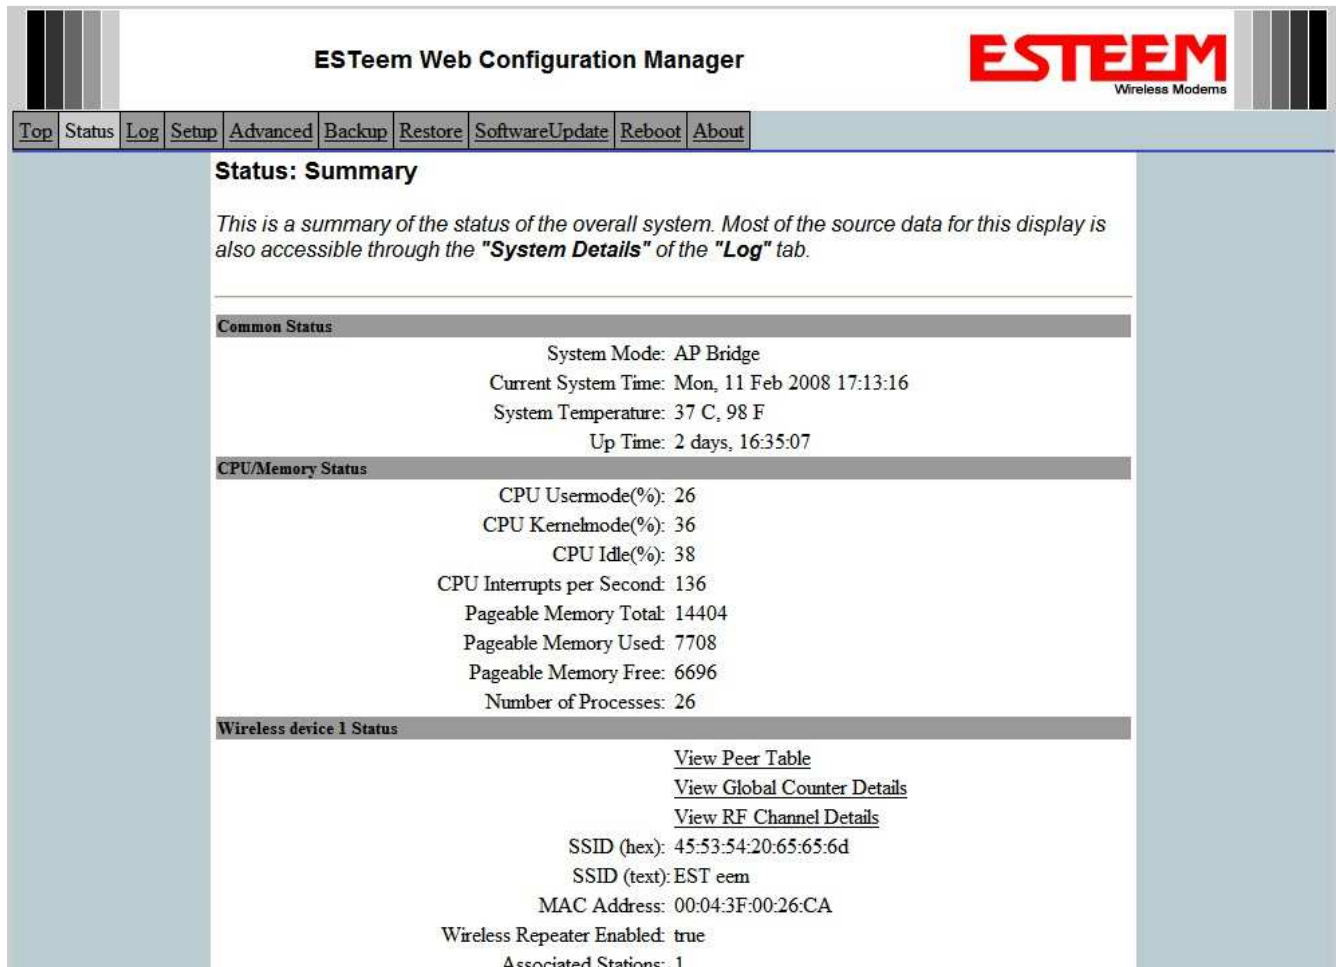 ESTeem Web Configuration Manager
ESTEEM
Wireless Modems
Top Status Log Setup Advanced Backup Restore SoftwareUpdate Reboot About
Status: Summary
This is a summary of the status of the overall system. Most of the source data for this display is
also accessible through the "System Details" of the "Log" tab.
Common Status
System Mode: AP Bridge
Current System Time: Mon, 11 Feb 2008 17:13:16
System Temperature: 37 C, 98 F
Up Time: 2 days, 16:35:07
CPU/Memory Status
CPU Usermode(%): 26
CPU Kernelmode(%): 36
CPU Idle(%): 38
CPU Interrupts per Second: 136
Pageable Memory Total: 14404
Pageable Memory Used: 7708
Pageable Memory Free: 6696
Number of Processes: 26
Wireless device 1 Status
View Peer Table
View Global Counter Details
View RF Channel Details
SSID (hex): 45:53:54:20:65:65:6d
SSID (text): EST eem
MAC Address: 00:04:3F:00:26:CA
Wireless Repeater Enabled: true
Associated Stations: 1